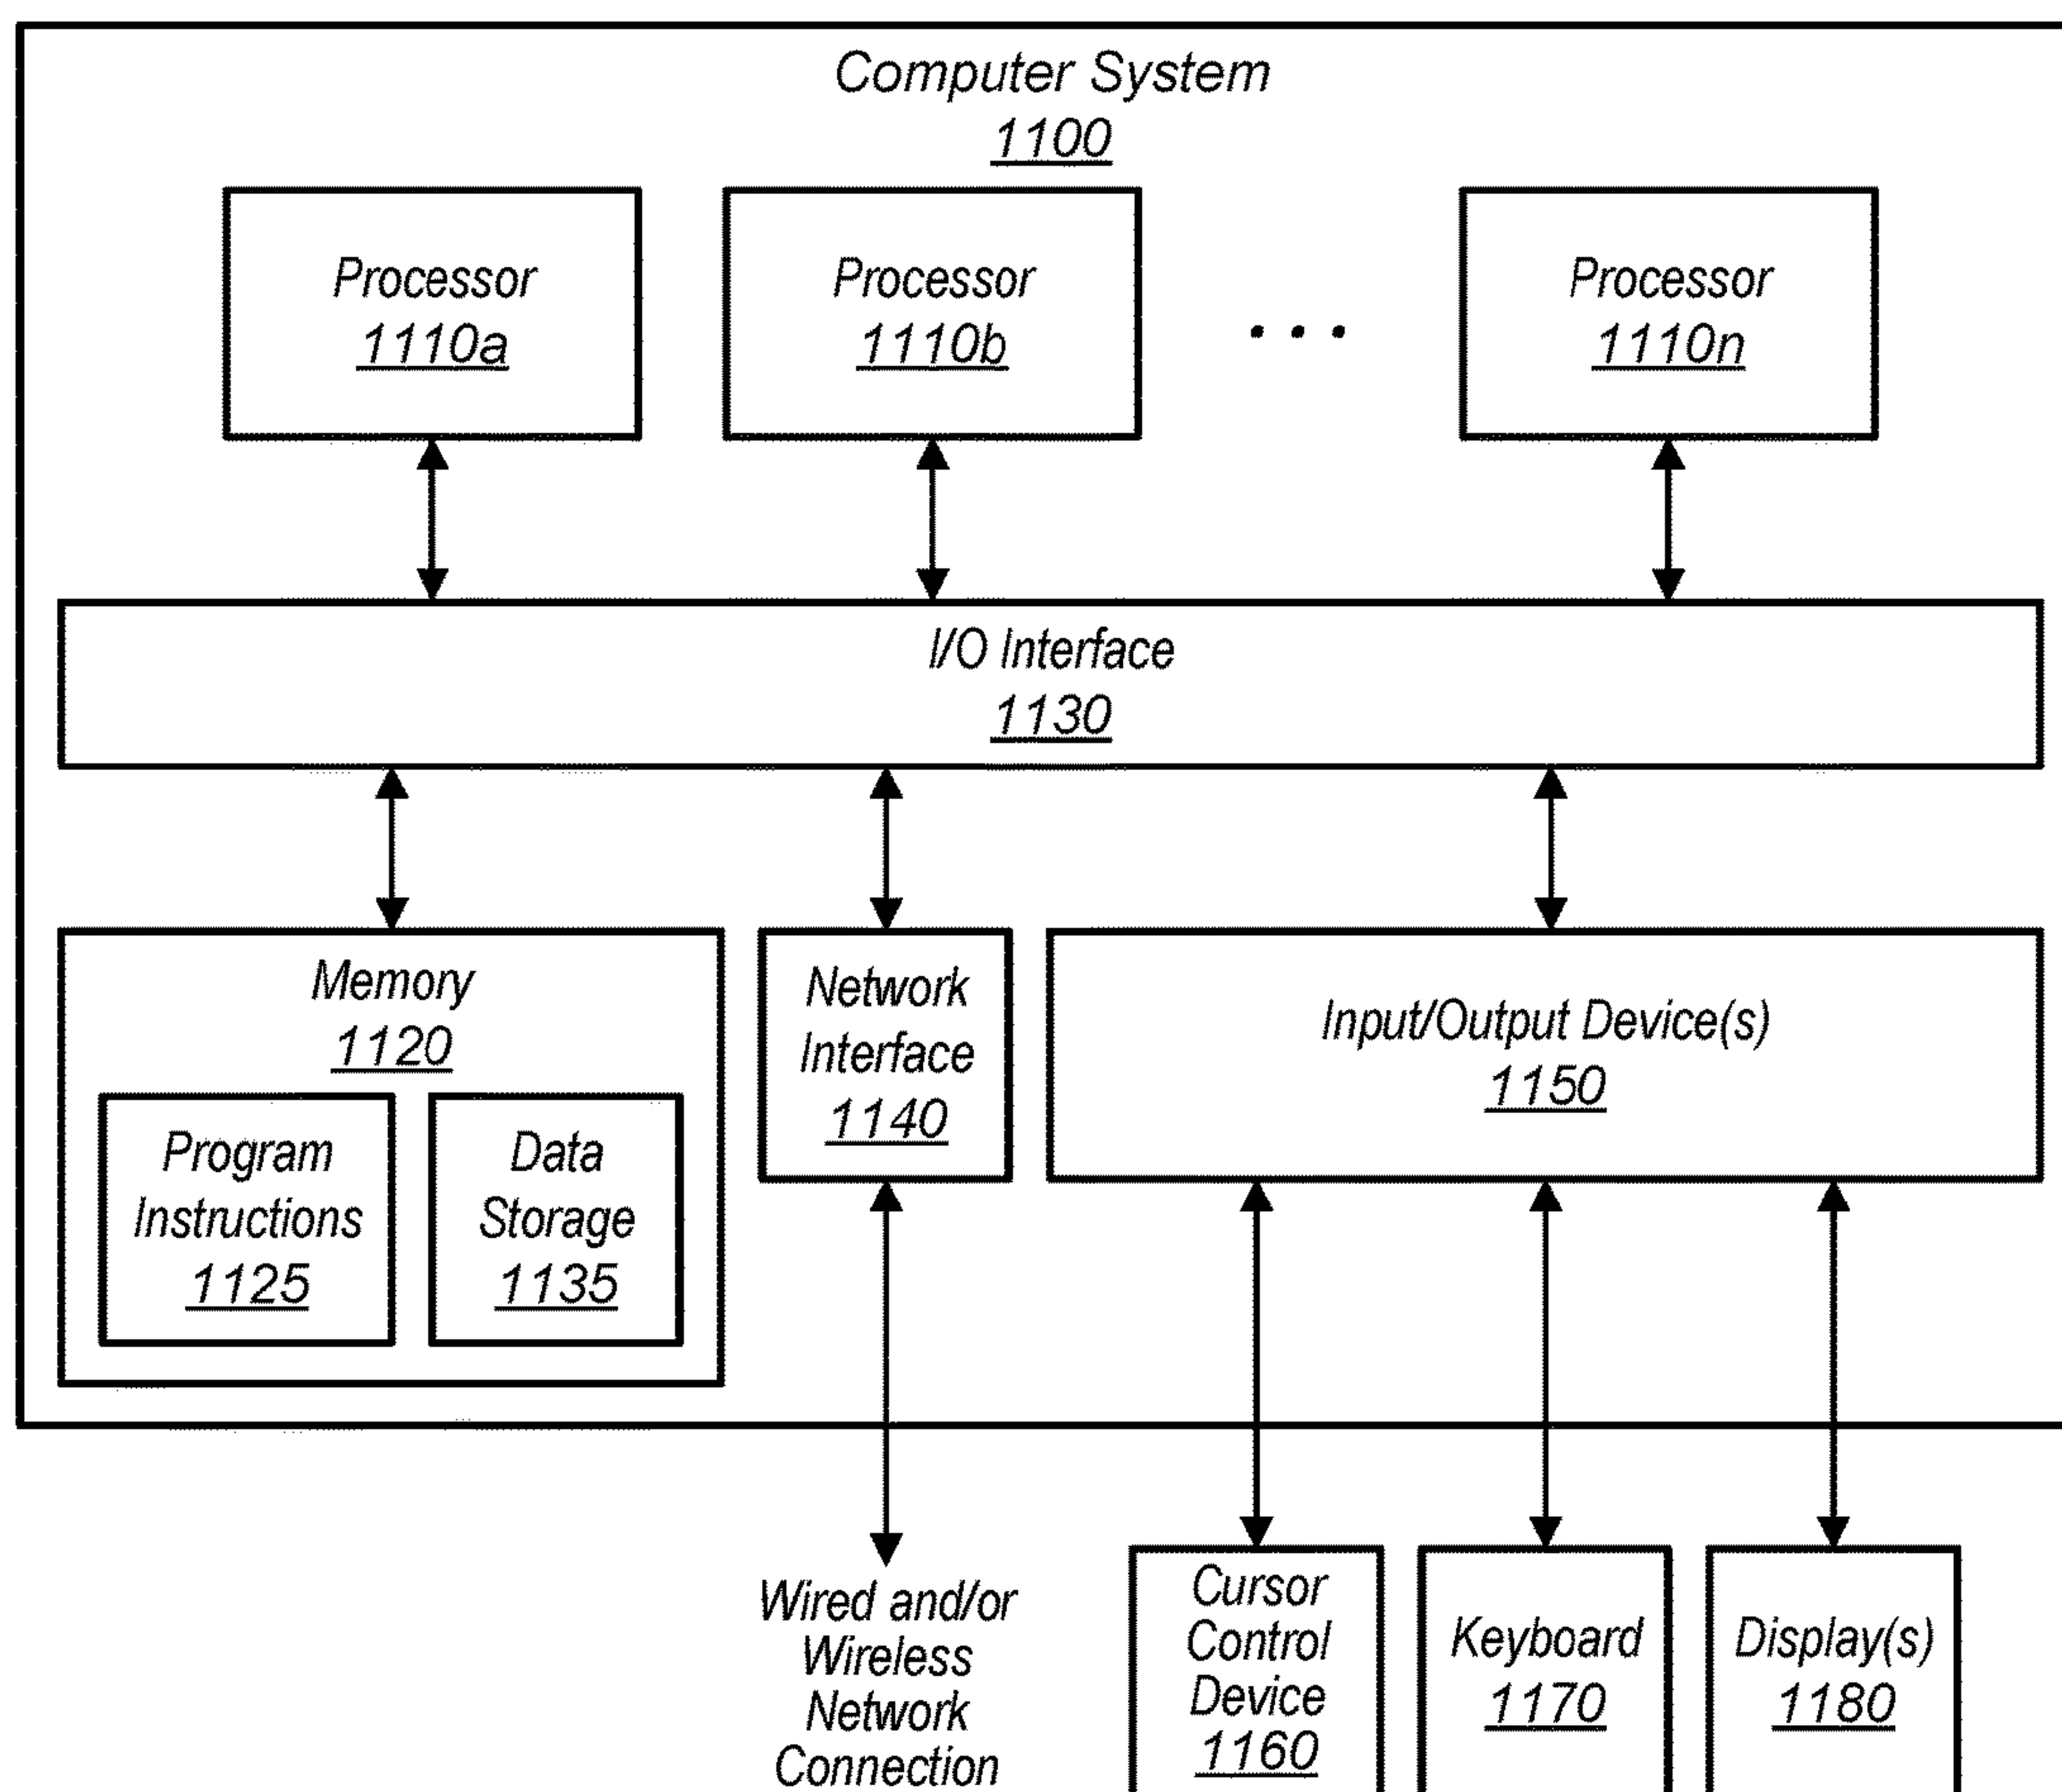 Computer System
1100
Processor
1110a
Processor
1110b
. . .
Processor
1110n
I/O Interface
1130
Memory
1120
Program
Instructions
1125
Data
Storage
1135
Network
Interface
1140
Input/Output Device(s)
1150
Wired and/or
Wireless
Network
Connection
Cursor
Control
Device
1160
Keyboard
1170
Display(s)
1180